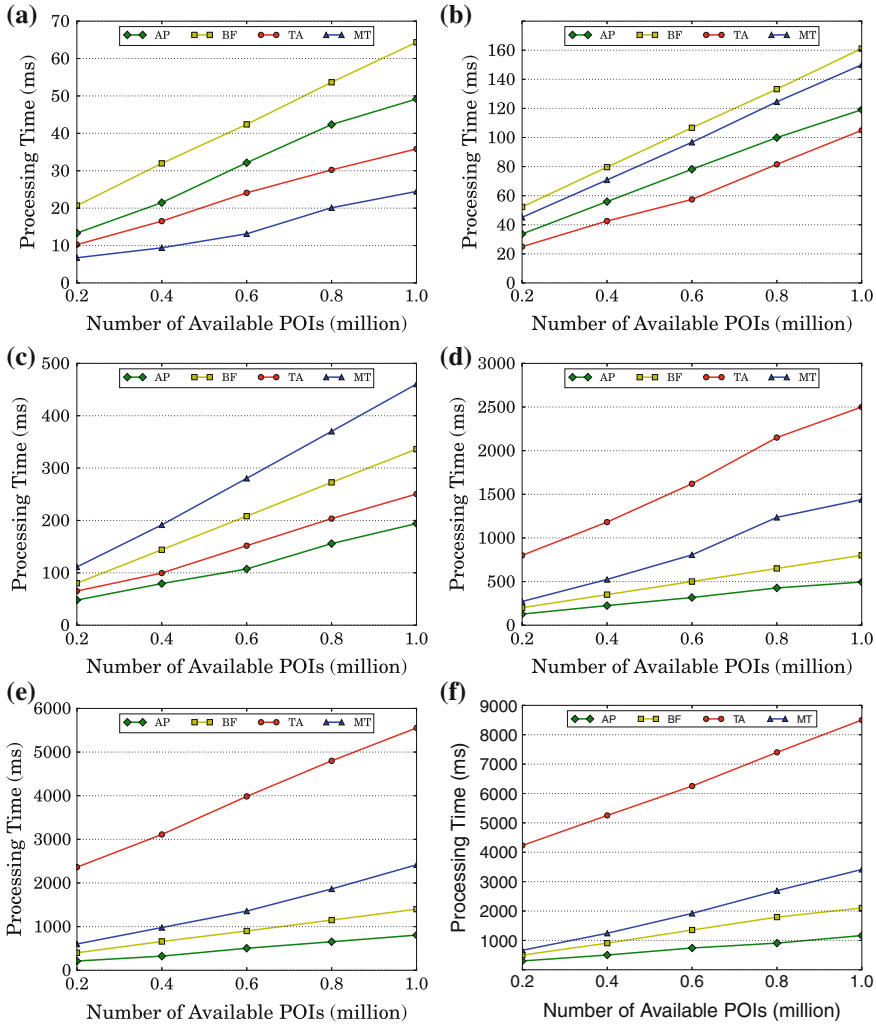 (a)
Processing Time (ms)
AP BF TA MT
70
60
50
40
30
20
10
0
0.2 0.4 0.6 0.8 1.0
Number of Available POIs (million)
(b)
Processing Time (ms)
AP BF TA MT
160
140
120
100
80
60
40
20
0
0.2 0.4 0.6 0.8 1.0
Number of Available POIs (million)
(c)
Processing Time (ms)
AP BF TA MT
500
400
300
200
100
0
0.2 0.4 0.6 0.8 1.0
Number of Available POIs (million)
(d)
Processing Time (ms)
AP BF TA MT
3000
2500
2000
1500
1000
500
0
0.2 0.4 0.6 0.8 1.0
Number of Available POIs (million)
(e)
Processing Time (ms)
AP BF TA MT
6000
5000
4000
3000
2000
1000
0
0.2 0.4 0.6 0.8 1.0
Number of Available POIs (million)
(f)
Processing Time (ms)
AP BF TA MT
9000
8000
7000
6000
5000
4000
3000
2000
1000
0.2 0.4 0.6 0.8 1.0
Number of Available POIs (million)